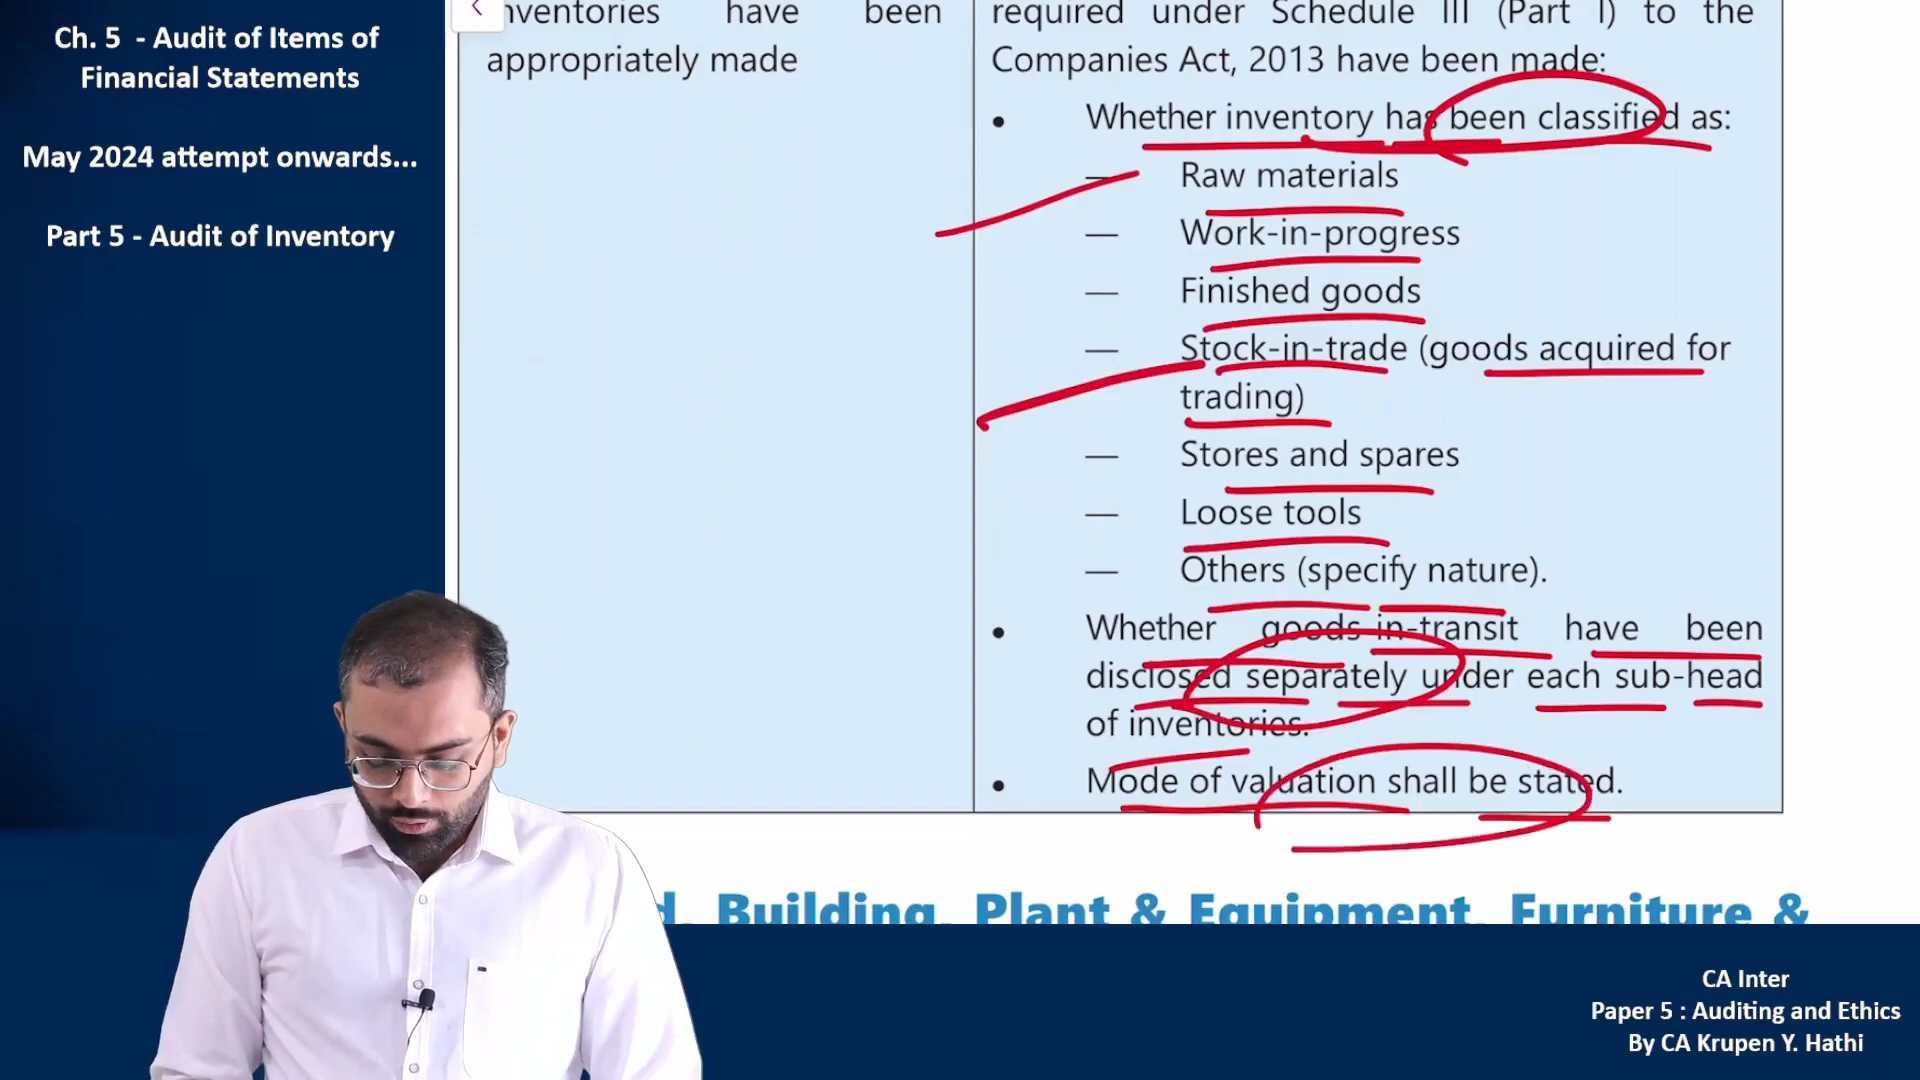 Ch. 5 - Audit of Items of
Financial Statements
May 2024 attempt onwards...
Part 5 - Audit of Inventory
inventories have been
appropriately made
required under Schedule III (Part I) to the
Companies Act, 2013 have been made:
• Whether inventory has been classified as:
— Raw materials
— Work-in-progress
— Finished goods
— Stock-in-trade (goods acquired for
trading)
— Stores and spares
— Loose tools
— Others (specify nature).
• Whether goods-in-transit have been
disclosed separately under each sub-head
of inventories.
• Mode of valuation shall be stated.
Building, Plant & Equipment, Furniture &
CA Inter
Paper 5 : Auditing and Ethics
By CA Krupen Y. Hathi